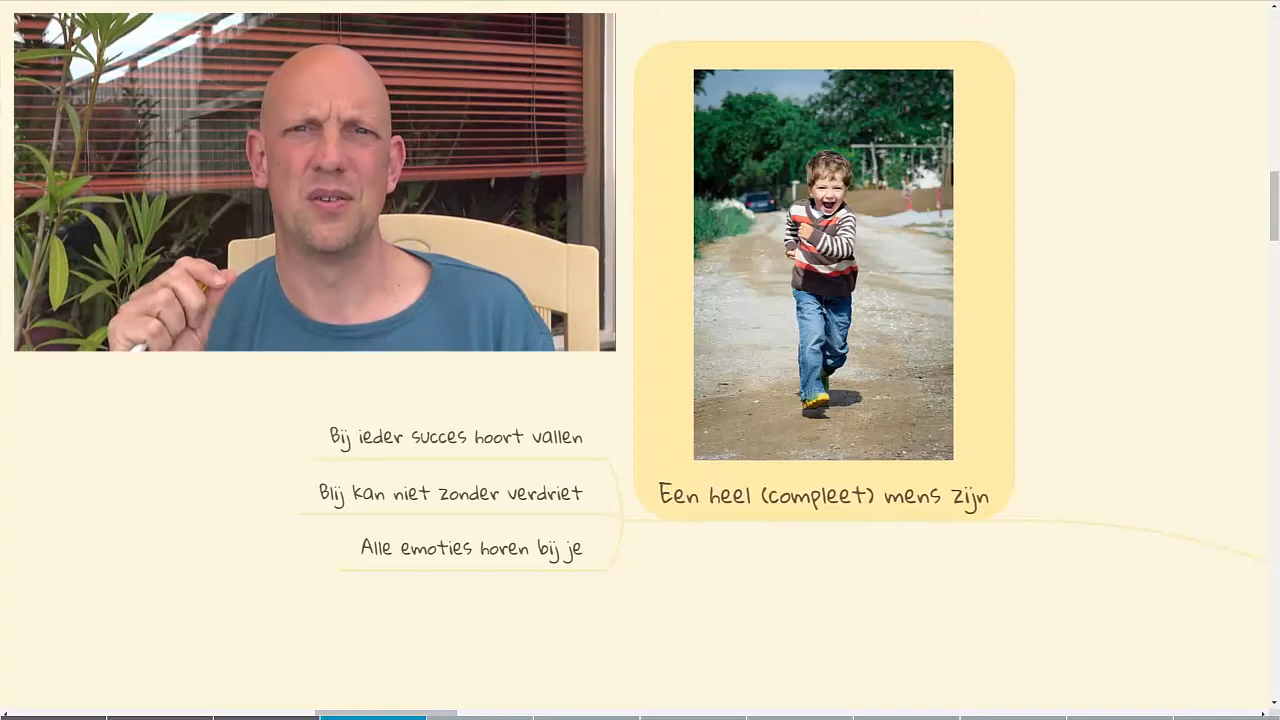 Bij ieder succes hoort vallen
Blij kan niet zonder verdriet
Alle emoties horen bij je
Een heel (compleet) mens zijn